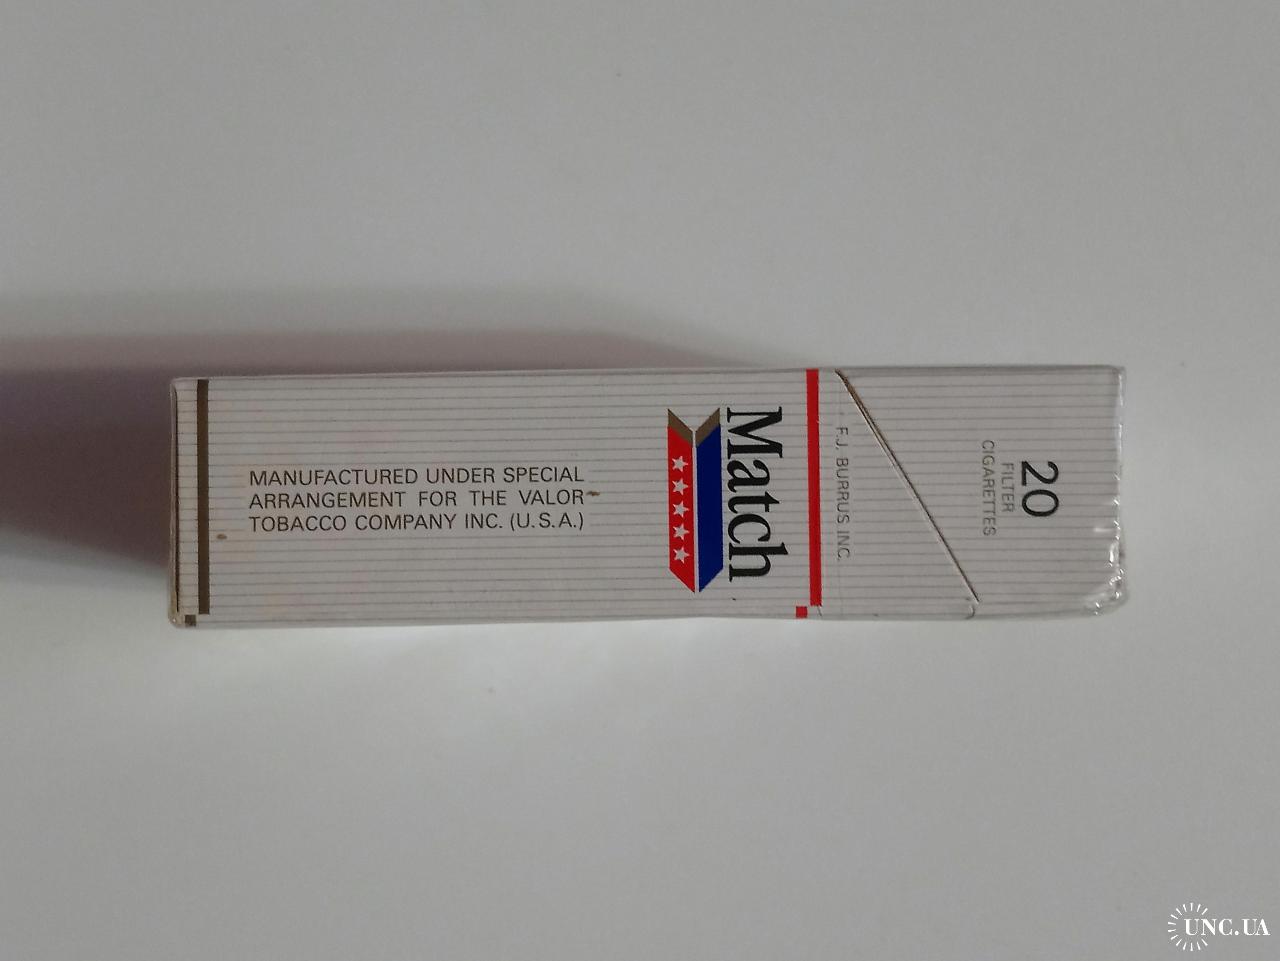 MANUFACTURED UNDER SPECIAL
ARRANGEMENT FOR THE VALOR
TOBACCO COMPANY INC. (U.S.A.)
Match
F.J. BURRUS INC.
20
FILTER
CIGARETTES
UNC.UA